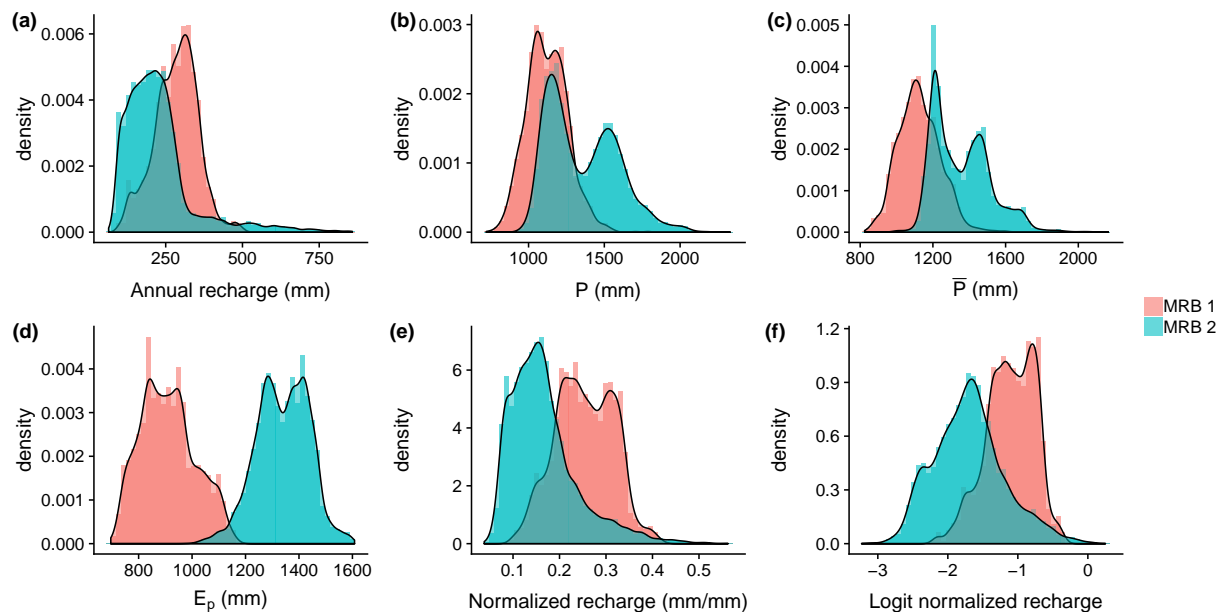 (a)
0.006
0.004
0.002
0.000
density
250
500
750
Annual recharge (mm)
(b)
0.003
0.002
0.001
0.000
density
1000
1500
2000
P (mm)
(c)
0.005
0.004
0.003
0.002
0.001
0.000
density
800
1200
1600
2000
P̅ (mm)
MRB 1
MRB 2
(d)
0.004
0.003
0.002
0.001
0.000
density
800
1000
1200
1400
1600
Eₚ (mm)
(e)
6
4
2
0
density
0.1
0.2
0.3
0.4
0.5
Normalized recharge (mm/mm)
(f)
1.2
0.9
0.6
0.3
0.0
density
−3
−2
−1
0
Logit normalized recharge